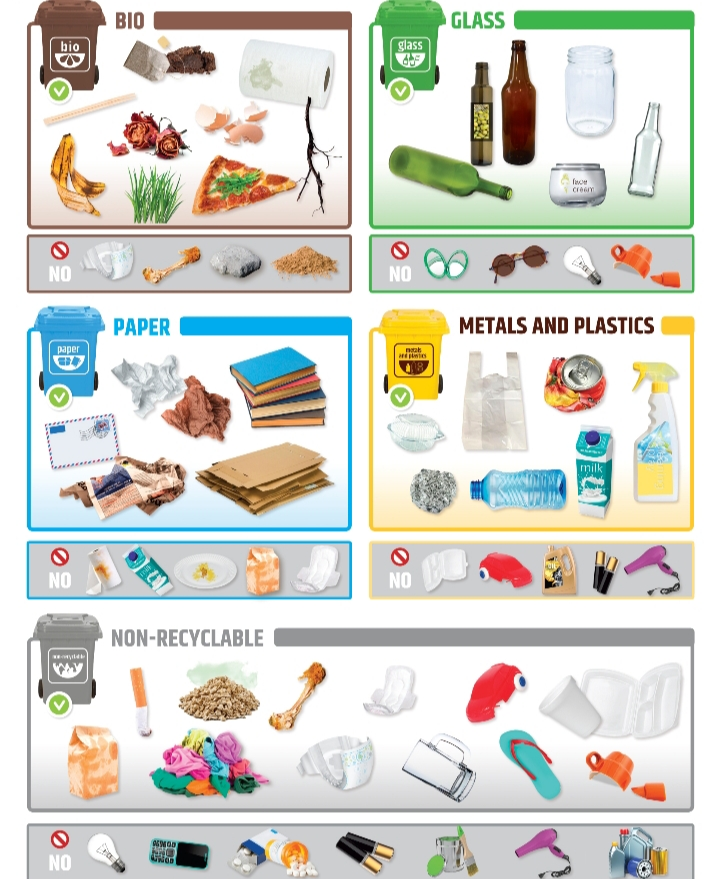 BIO
bio
NO
GLASS
glass
face
cream
NO
PAPER
paper
NO
METALS AND PLASTICS
metals
and plastics
milk
NO
NON-RECYCLABLE
non-recyclable
NO